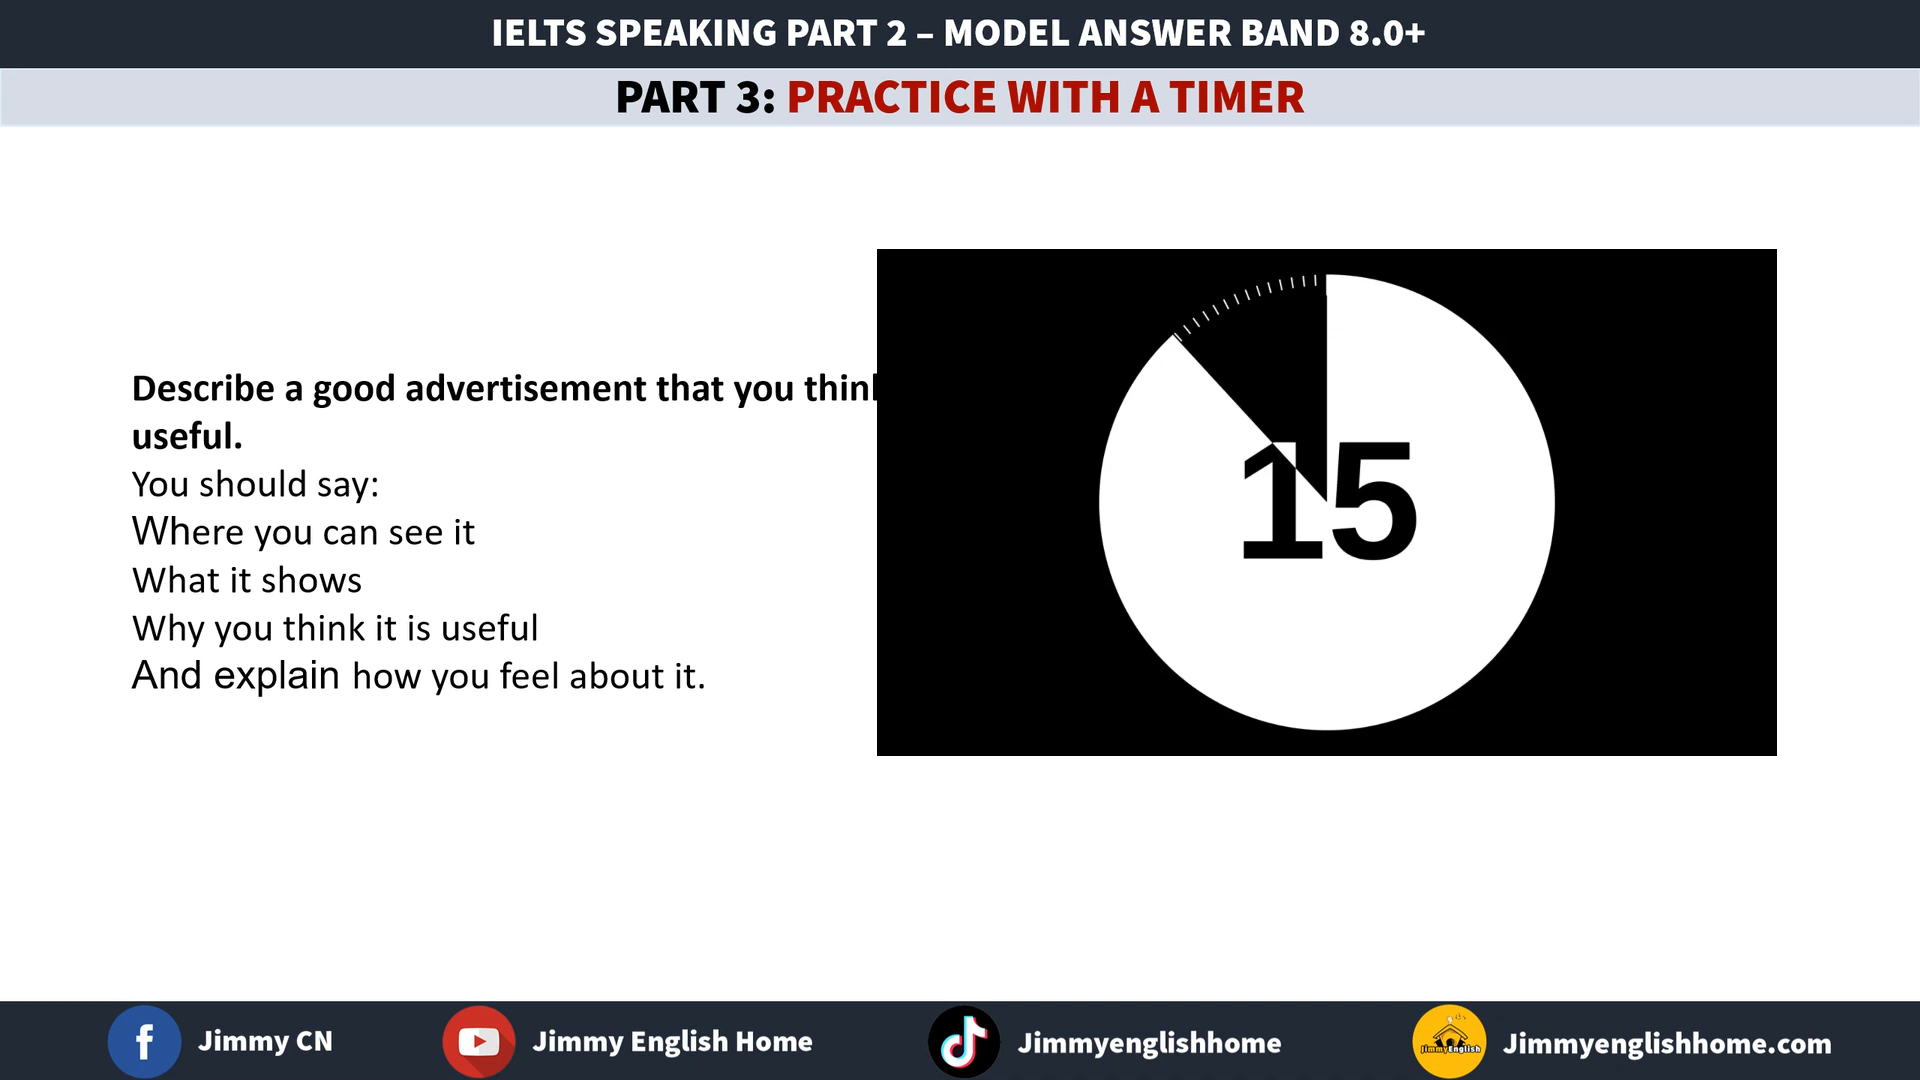 IELTS SPEAKING PART 2 – MODEL ANSWER BAND 8.0+
PART 3: PRACTICE WITH A TIMER
Describe a good advertisement that you think
useful.
You should say:
Where you can see it
What it shows
Why you think it is useful
And explain how you feel about it.
15
Jimmy CN
Jimmy English Home
Jimmyenglishhome
JimmyEnglish
Jimmyenglishhome.com